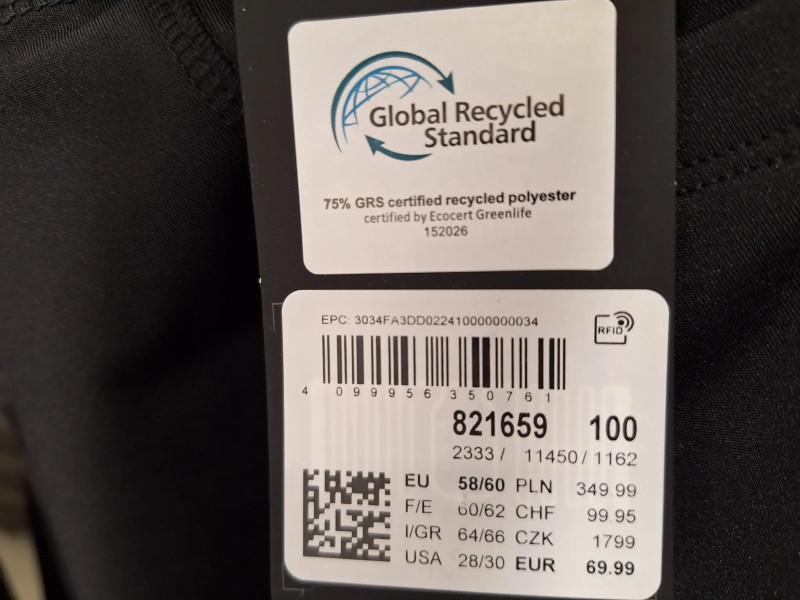 Global Recycled
Standard
75% GRS certified recycled polyester
certified by Ecocert Greenlife
152026
EPC: 3034FA3DD022410000000034
RFID
4 099956 350761
821659 100
2333 / 11450 / 1162
EU 58/60 PLN 349.99
F/E 60/62 CHF 99.95
I/GR 64/66 CZK 1799
USA 28/30 EUR 69.99